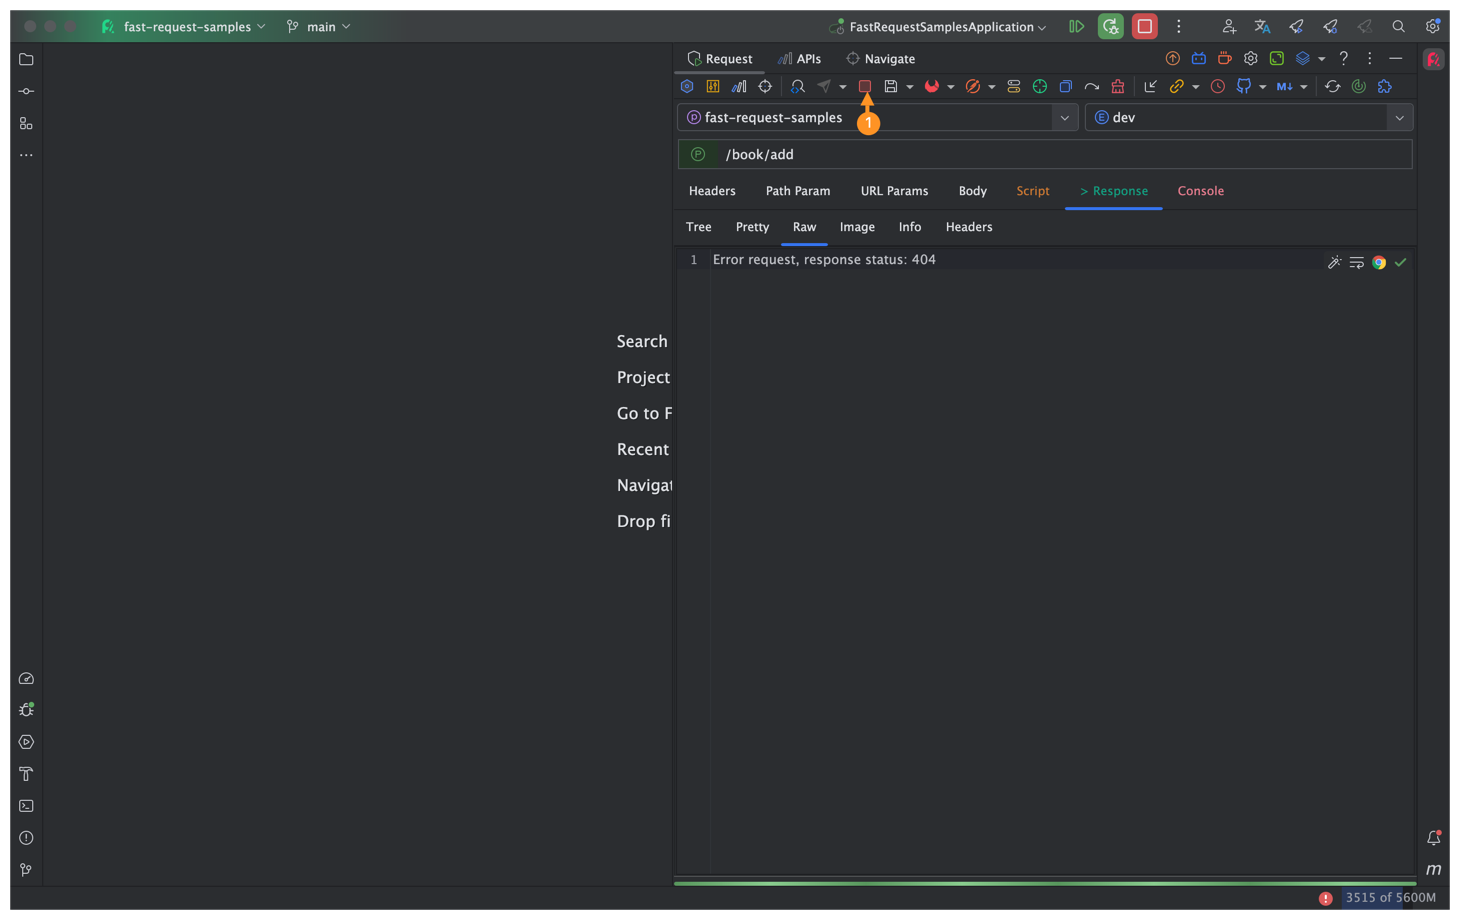 fast-request-samples main FastRequestSamplesApplication
Request APIs Navigate ?
M↓
P fast-request-samples E dev
1
P /book/add
Headers Path Param URL Params Body Script > Response Console
Tree Pretty Raw Image Info Headers
1 Error request, response status: 404
Search
Project
Go to F
Recent
Navigat
Drop fi
m
3515 of 5600M